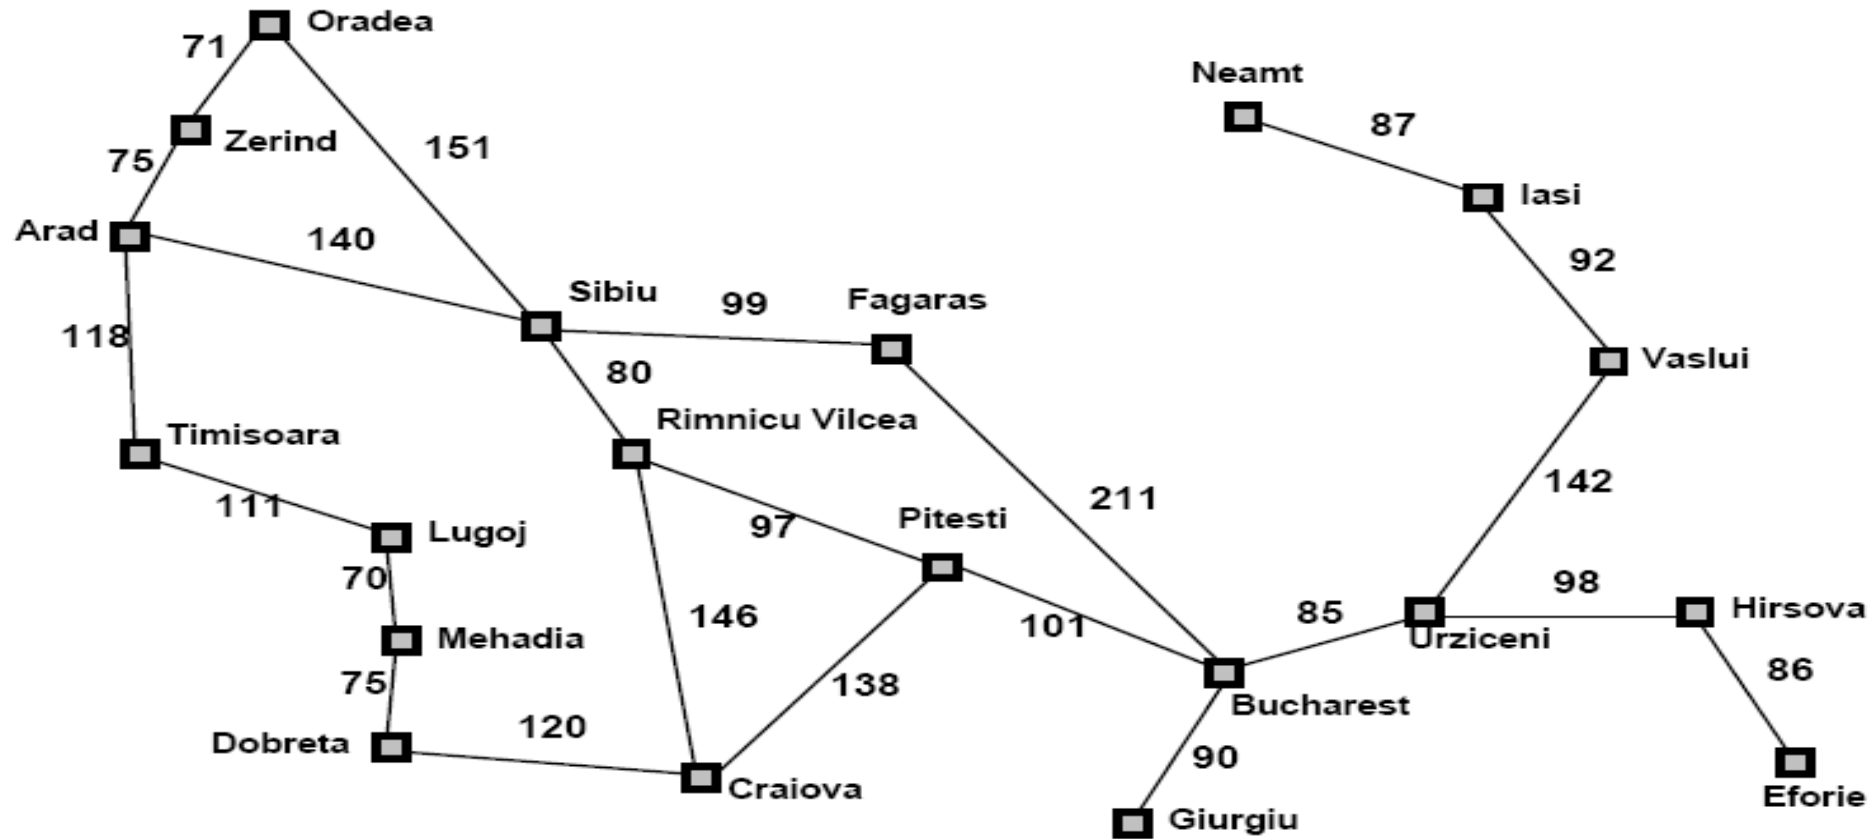 Oradea
71
Neamt
87
Zerind
151
75
Iasi
Arad
140
92
Sibiu
99
Fagaras
118
Vaslui
80
Rimnicu Vilcea
Timisoara
142
111
211
97
Pitesti
Lugoj
70
98
Hirsova
146
85
101
Mehadia
Urziceni
86
75
138
Bucharest
120
Dobreta
90
Craiova
Eforie
Giurgiu